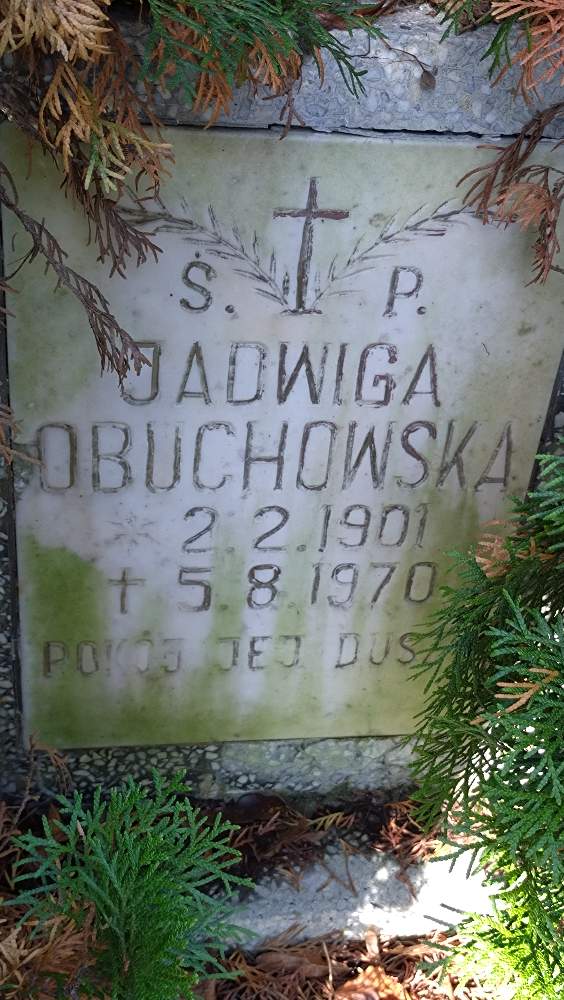 Ś. P.
JADWIGA
OBUCHOWSKA
* 2.2.1901
+ 5.8.1970
POKÓJ JEJ